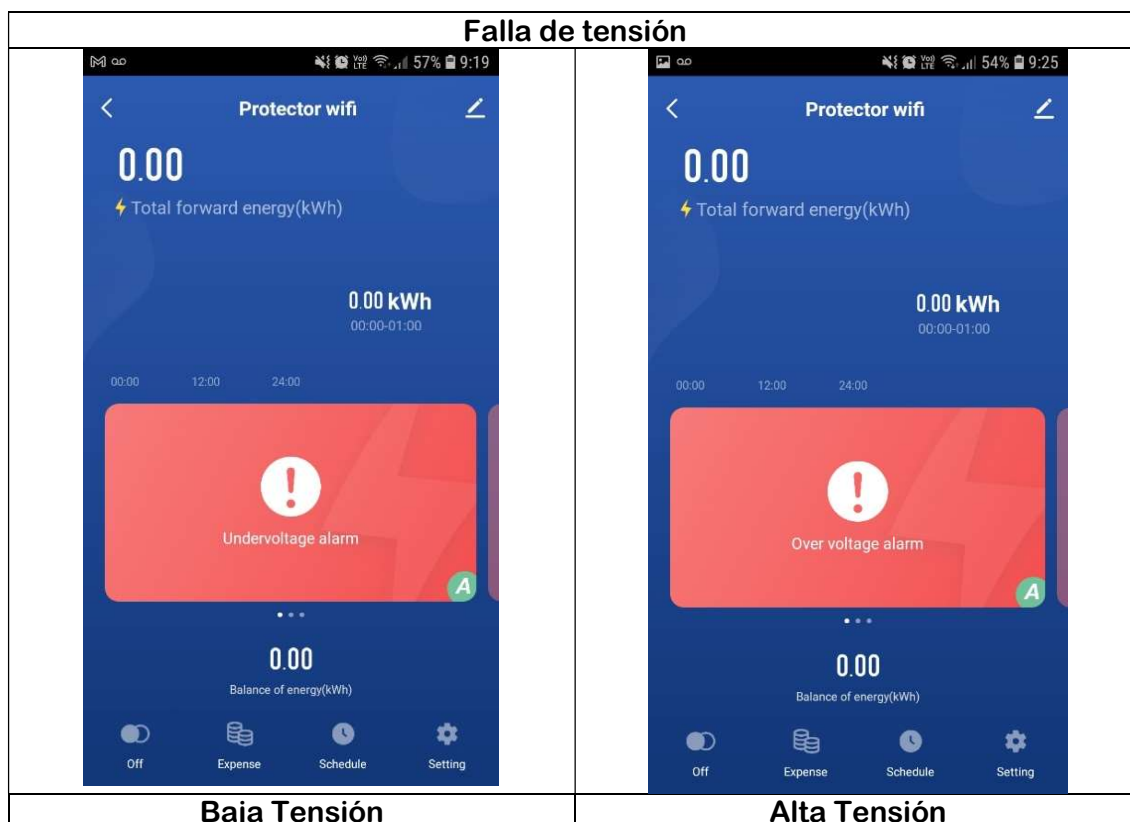 Falla de tensión
57% 9:19
Protector wifi
0.00
Total forward energy(kWh)
0.00 kWh
00:00-01:00
00:00 12:00 24:00
Undervoltage alarm
A
0.00
Balance of energy(kWh)
Off Expense Schedule Setting
Baja Tensión
54% 9:25
Protector wifi
0.00
Total forward energy(kWh)
0.00 kWh
00:00-01:00
00:00 12:00 24:00
Over voltage alarm
A
0.00
Balance of energy(kWh)
Off Expense Schedule Setting
Alta Tensión